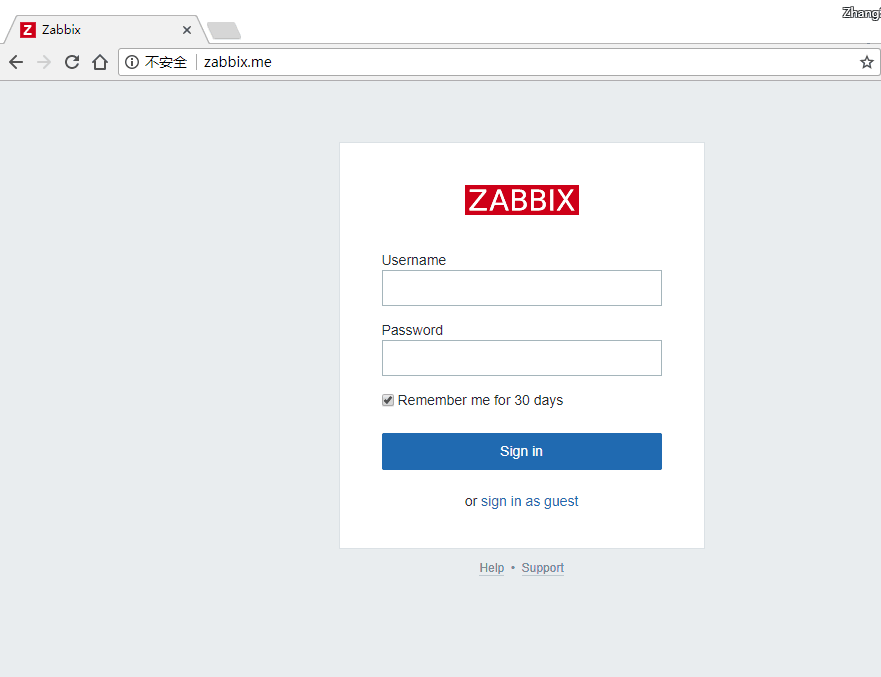 Zabbix
不安全 zabbix.me
ZABBIX
Username
Password
Remember me for 30 days
Sign in
or sign in as guest
Help • Support